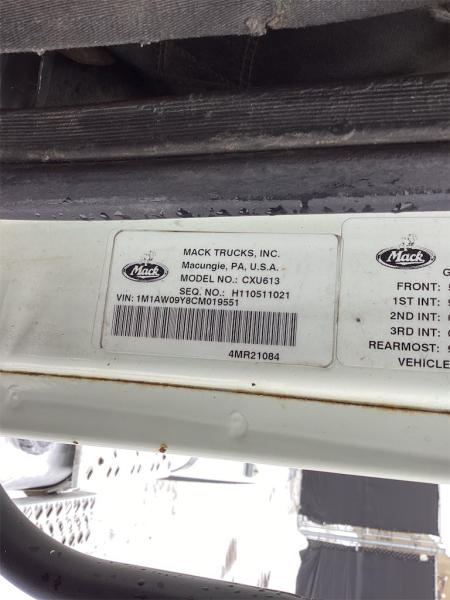 Mack
MACK TRUCKS, INC.
Macungie, PA, U.S.A.
MODEL NO.: CXU613
SEQ. NO.: H110511021
VIN: 1M1AW09Y8CM019551
4MR21084
Mack
G
FRONT:
1ST INT:
2ND INT:
3RD INT:
REARMOST:
VEHICLE